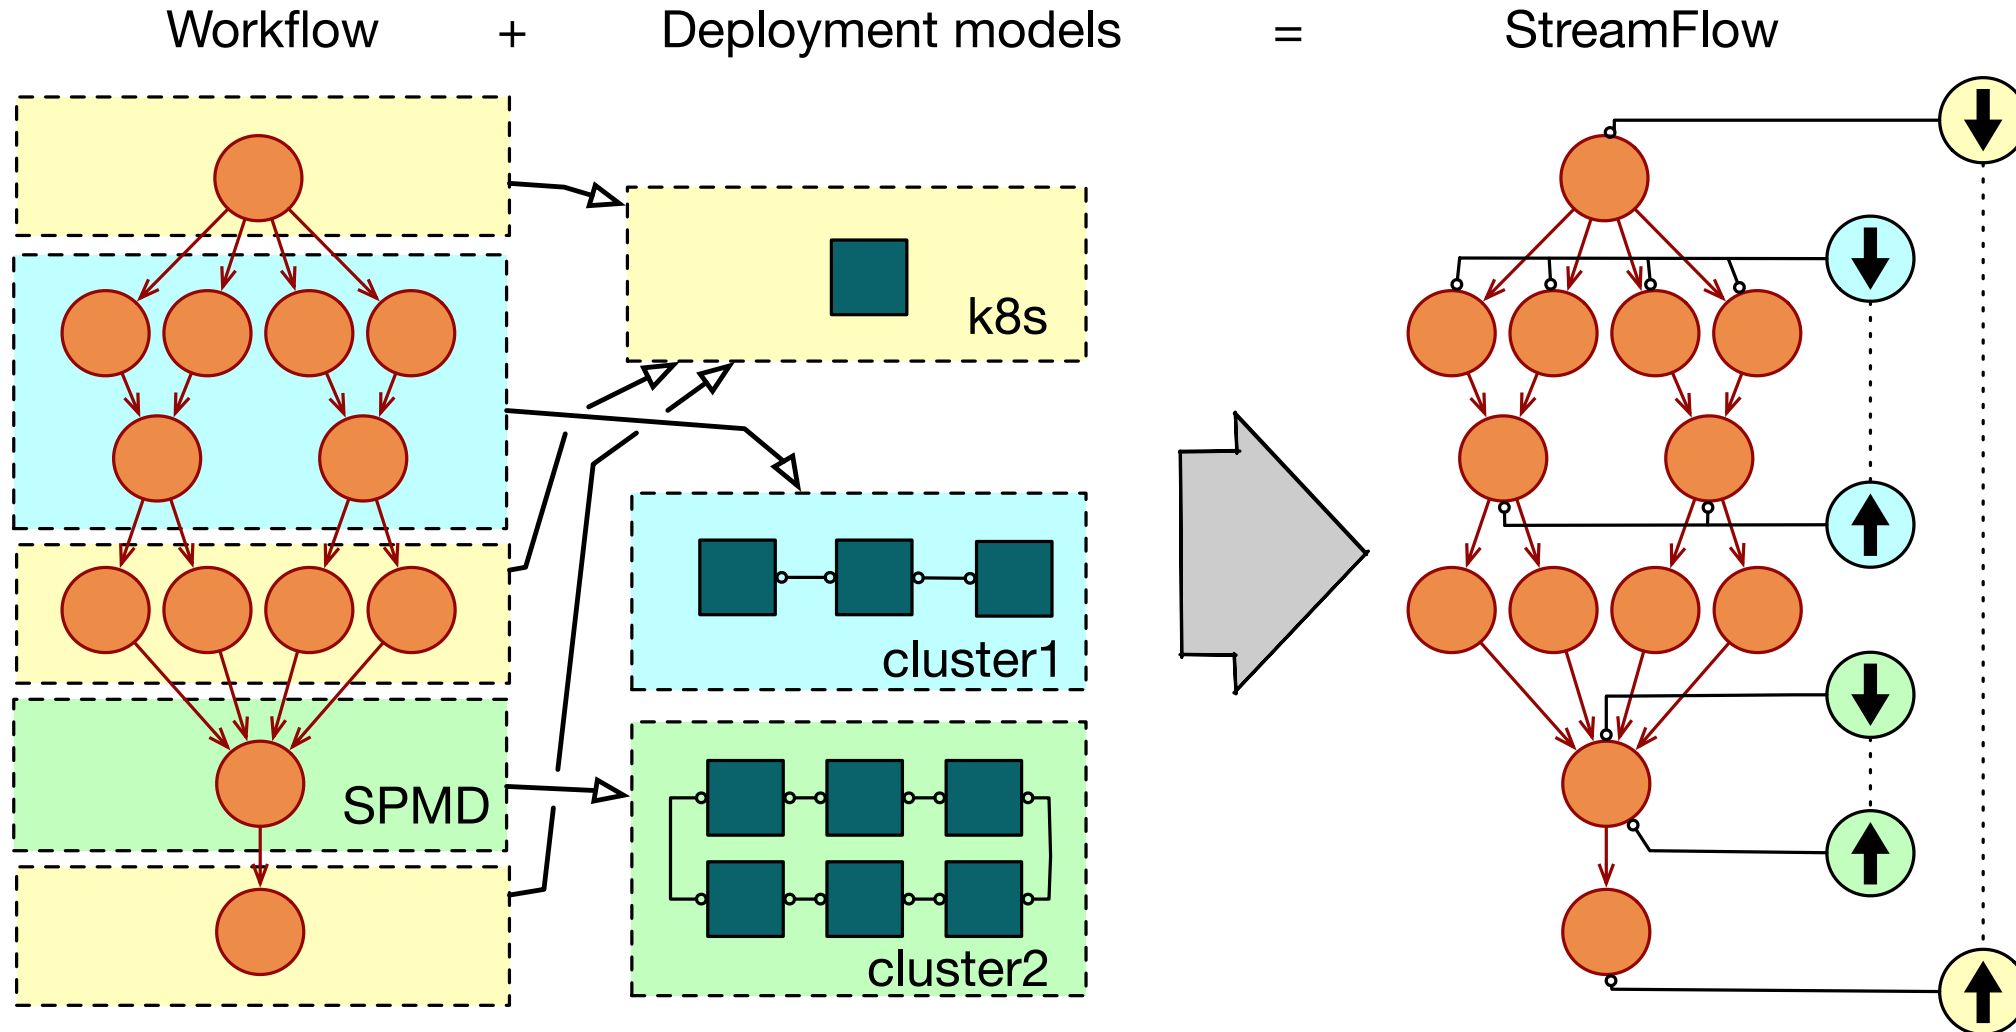 Workflow + Deployment models = StreamFlow
k8s
cluster1
SPMD
cluster2